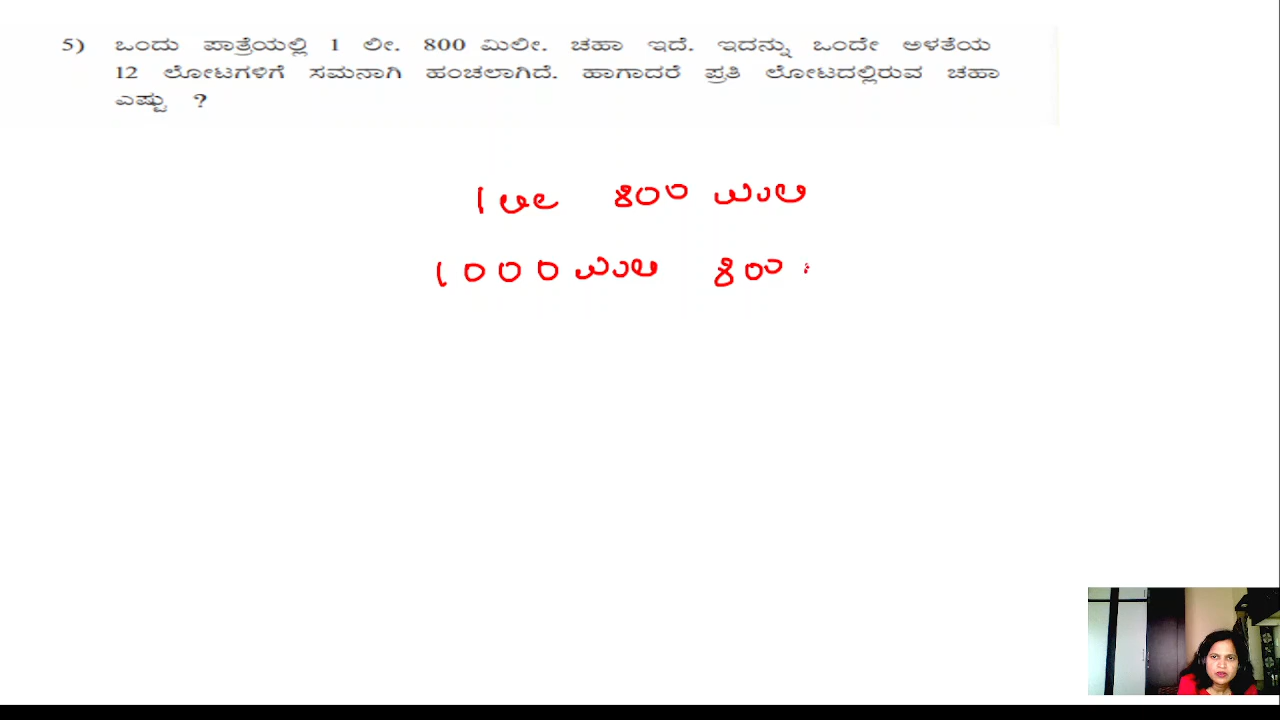 5) ಒಂದು ಪಾತ್ರೆಯಲ್ಲಿ 1 ಲೀ. 800 ಮಿಲೀ. ಚಹಾ ಇದೆ. ಇದನ್ನು ಒಂದೇ ಅಳತೆಯ
12 ಲೋಟಗಳಿಗೆ ಸಮನಾಗಿ ಹಂಚಲಾಗಿದೆ. ಹಾಗಾದರೆ ಪ್ರತಿ ಲೋಟದಲ್ಲಿರುವ ಚಹಾ
ಎಷ್ಟು ?
1 ಲೀ 800 ಮಿಲಿ
1000 ಮಿಲಿ 800